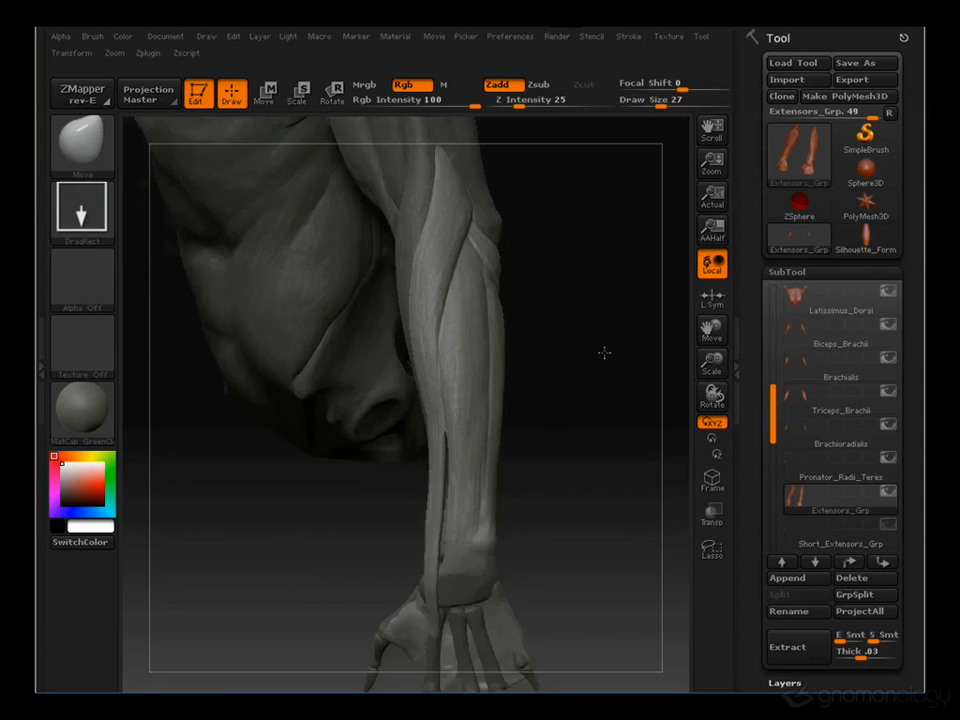 Alpha Brush Color Document Draw Edit Layer Light Macro Marker Material Movie Picker Preferences Render Stencil Stroke Texture Tool
Transform Zoom Zplugin Zscript
ZMapper
rev-E
Projection
Master
Edit
Draw
Move
Scale
Rotate
Mrgb Rgb M
Rgb Intensity 100
Zadd Zsub Zcut
Z Intensity 25
Focal Shift 0
Draw Size 27
Move
DragRect
Alpha Off
Texture Off
MatCap_GreenCl
SwitchColor
Scroll
Zoom
Actual
AAHalf
Local
L.Sym
Move
Scale
Rotate
XYZ
Frame
Transp
Lasso
Tool
Load Tool Save As
Import Export
Clone Make PolyMesh3D
Extensors_Grp. 49 R
Extensors_Grp
SimpleBrush
Sphere3D
ZSphere
PolyMesh3D
Extensors_Grp
Silhouette_Form
SubTool
Latissimus_Dorsi
Biceps_Brachii
Brachialis
Triceps_Brachii
Brachioradialis
Pronator_Radi_Teres
Extensors_Grp
Short_Extensors_Grp
Append Delete
Split GrpSplit
Rename ProjectAll
Extract
E Smt S Smt
Thick .03
Layers
gnomonology